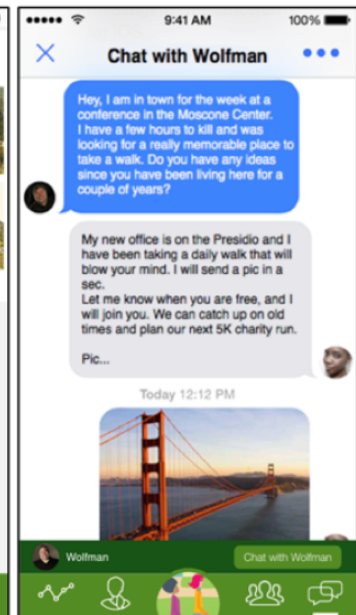 9:41 AM
100%
Chat with Wolfman
Hey, I am in town for the week at a
conference in the Moscone Center.
I have a few hours to kill and was
looking for a really memorable place to
take a walk. Do you have any ideas
since you have been living here for a
couple of years?
My new office is on the Presidio and I
have been taking a daily walk that will
blow your mind. I will send a pic in a
sec.
Let me know when you are free, and I
will join you. We can catch up on old
times and plan our next 5K charity run.
Pic...
Today 12:12 PM
Wolfman
Chat with Wolfman